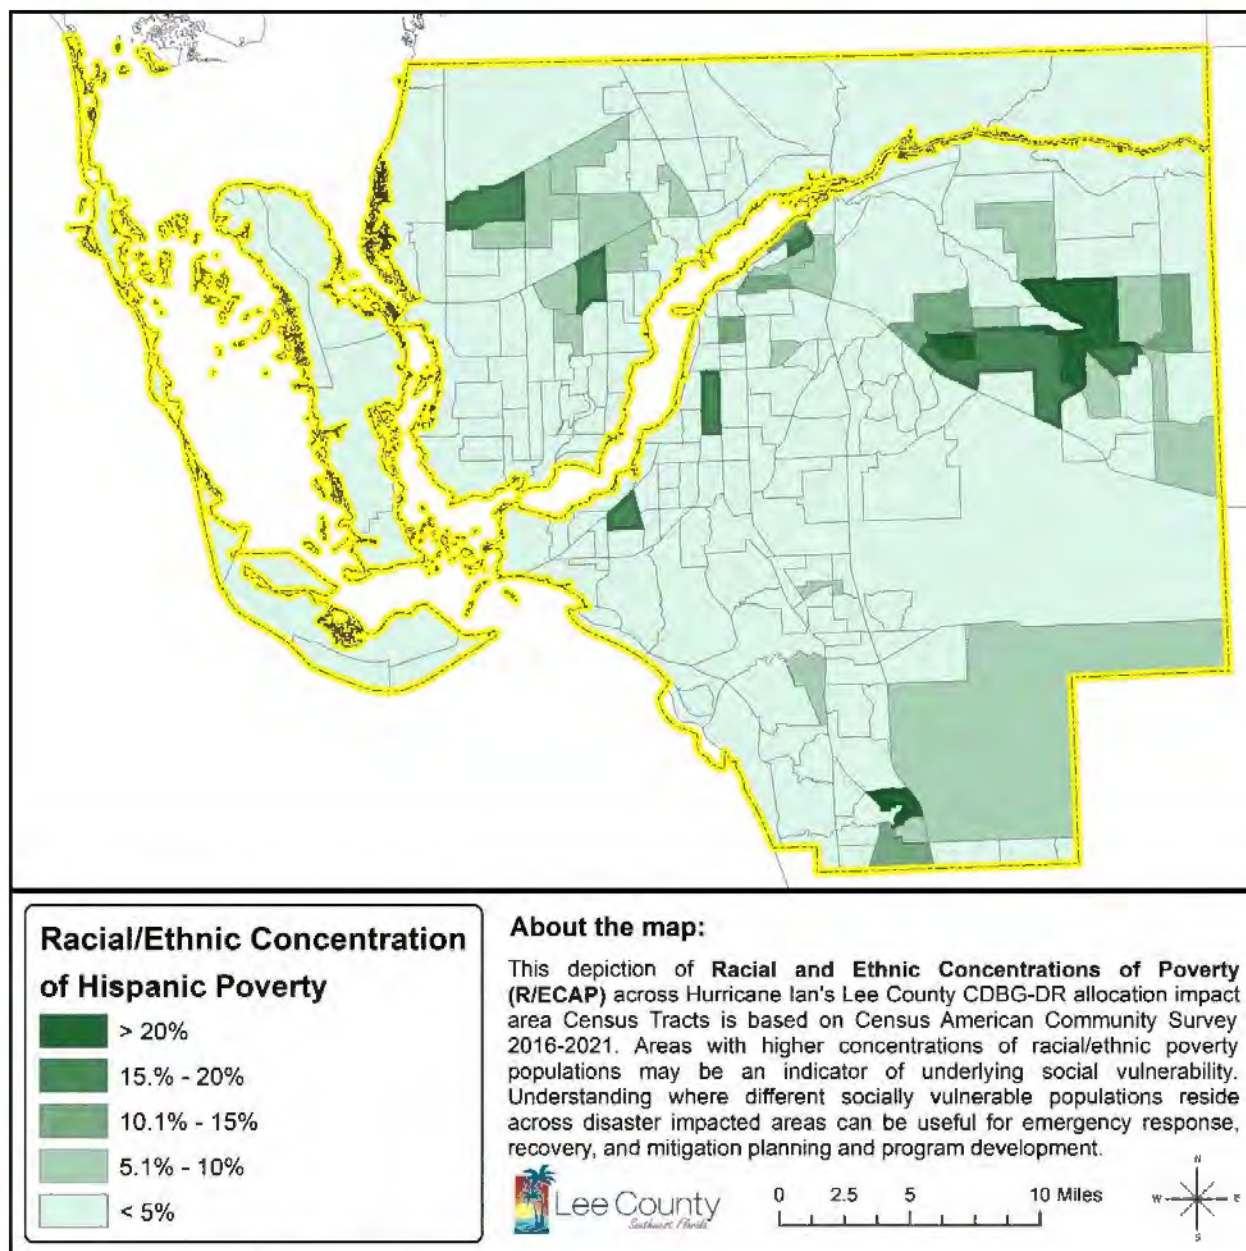 Racial/Ethnic Concentration
of Hispanic Poverty
> 20%
15.% - 20%
10.1% - 15%
5.1% - 10%
< 5%
About the map:
This depiction of Racial and Ethnic Concentrations of Poverty
(R/ECAP) across Hurricane Ian's Lee County CDBG-DR allocation impact
area Census Tracts is based on Census American Community Survey
2016-2021. Areas with higher concentrations of racial/ethnic poverty
populations may be an indicator of underlying social vulnerability.
Understanding where different socially vulnerable populations reside
across disaster impacted areas can be useful for emergency response,
recovery, and mitigation planning and program development.
Lee County
Southwest Florida
0 2.5 5 10 Miles
N
W E
S